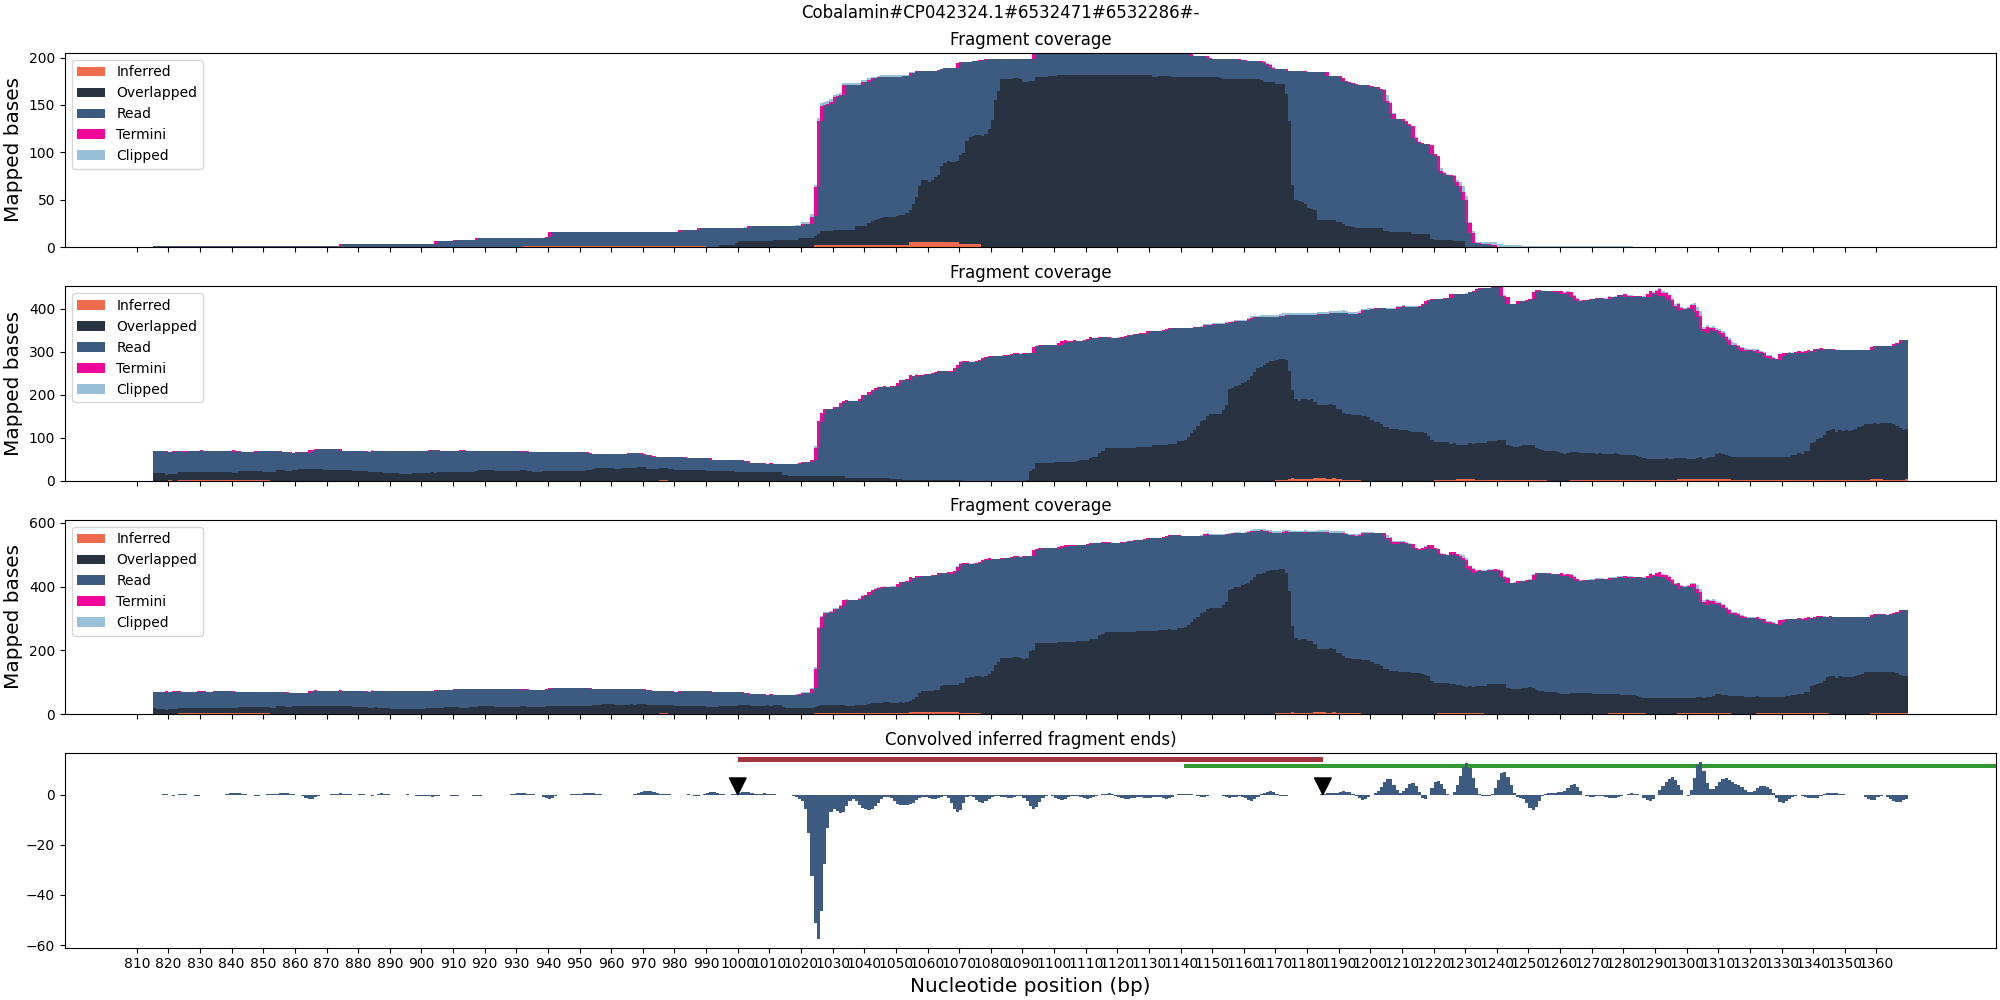 Cobalamin#CP042324.1#6532471#6532286#-
Fragment coverage
Mapped bases
200
150
100
50
0
Inferred
Overlapped
Read
Termini
Clipped
Fragment coverage
Mapped bases
400
300
200
100
0
Inferred
Overlapped
Read
Termini
Clipped
Fragment coverage
Mapped bases
600
400
200
0
Inferred
Overlapped
Read
Termini
Clipped
Convolved inferred fragment ends)
0
−20
−40
−60
810 820 830 840 850 860 870 880 890 900 910 920 930 940 950 960 970 980 990 1000 1010 1020 1030 1040 1050 1060 1070 1080 1090 1100 1110 1120 1130 1140 1150 1160 1170 1180 1190 1200 1210 1220 1230 1240 1250 1260 1270 1280 1290 1300 1310 1320 1330 1340 1350 1360
Nucleotide position (bp)